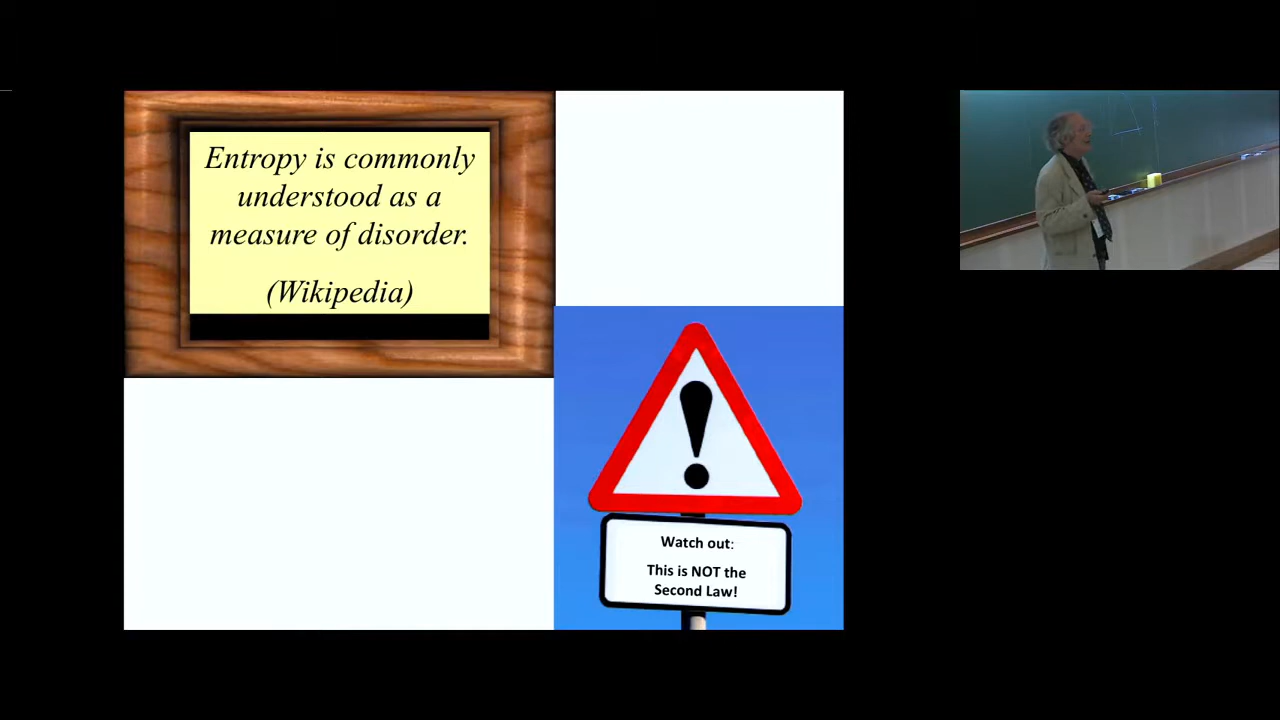 Entropy is commonly
understood as a
measure of disorder.
(Wikipedia)
Watch out:
This is NOT the
Second Law!